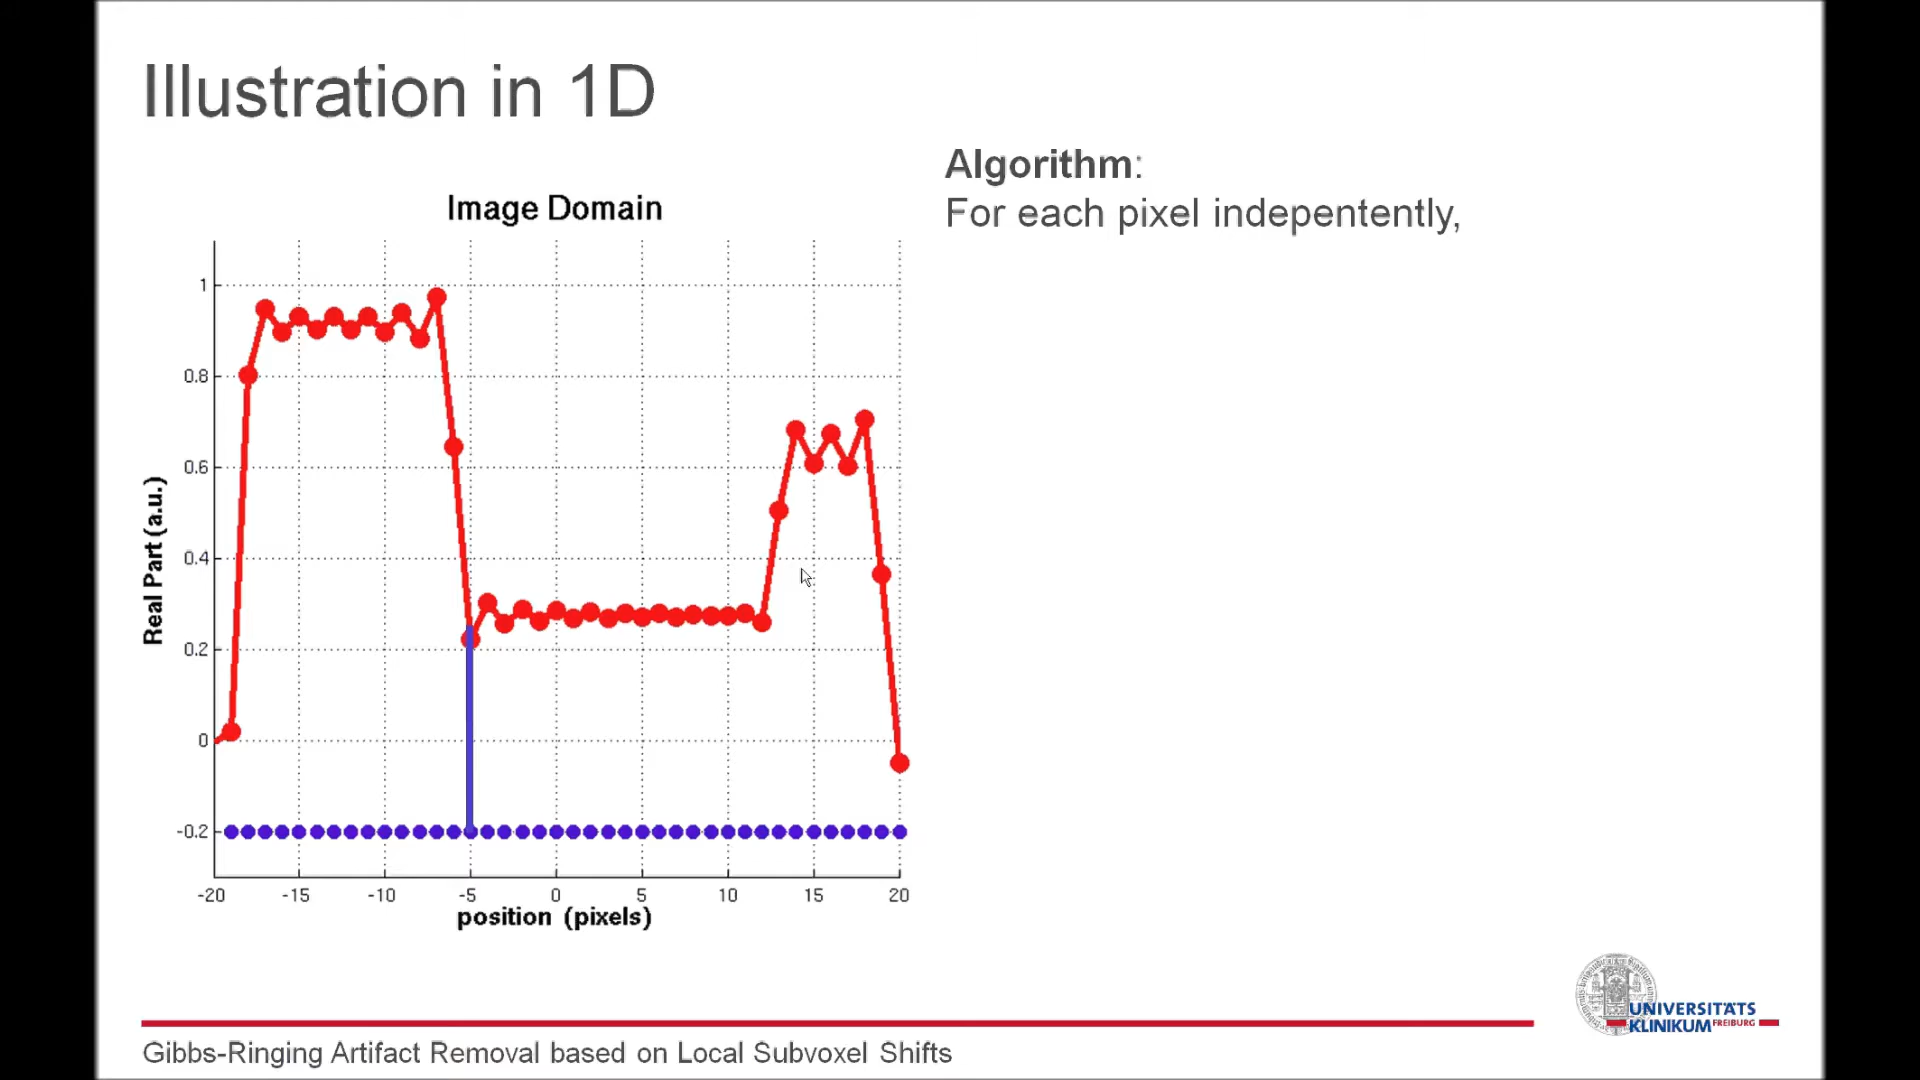 Illustration in 1D
Algorithm:
For each pixel indepentently,
Image Domain
Real Part (a.u.)
1
0.8
0.6
0.4
0.2
0
-0.2
-20 -15 -10 -5 0 5 10 15 20
position (pixels)
UNIVERSITÄTS
KLINIKUM FREIBURG
Gibbs-Ringing Artifact Removal based on Local Subvoxel Shifts